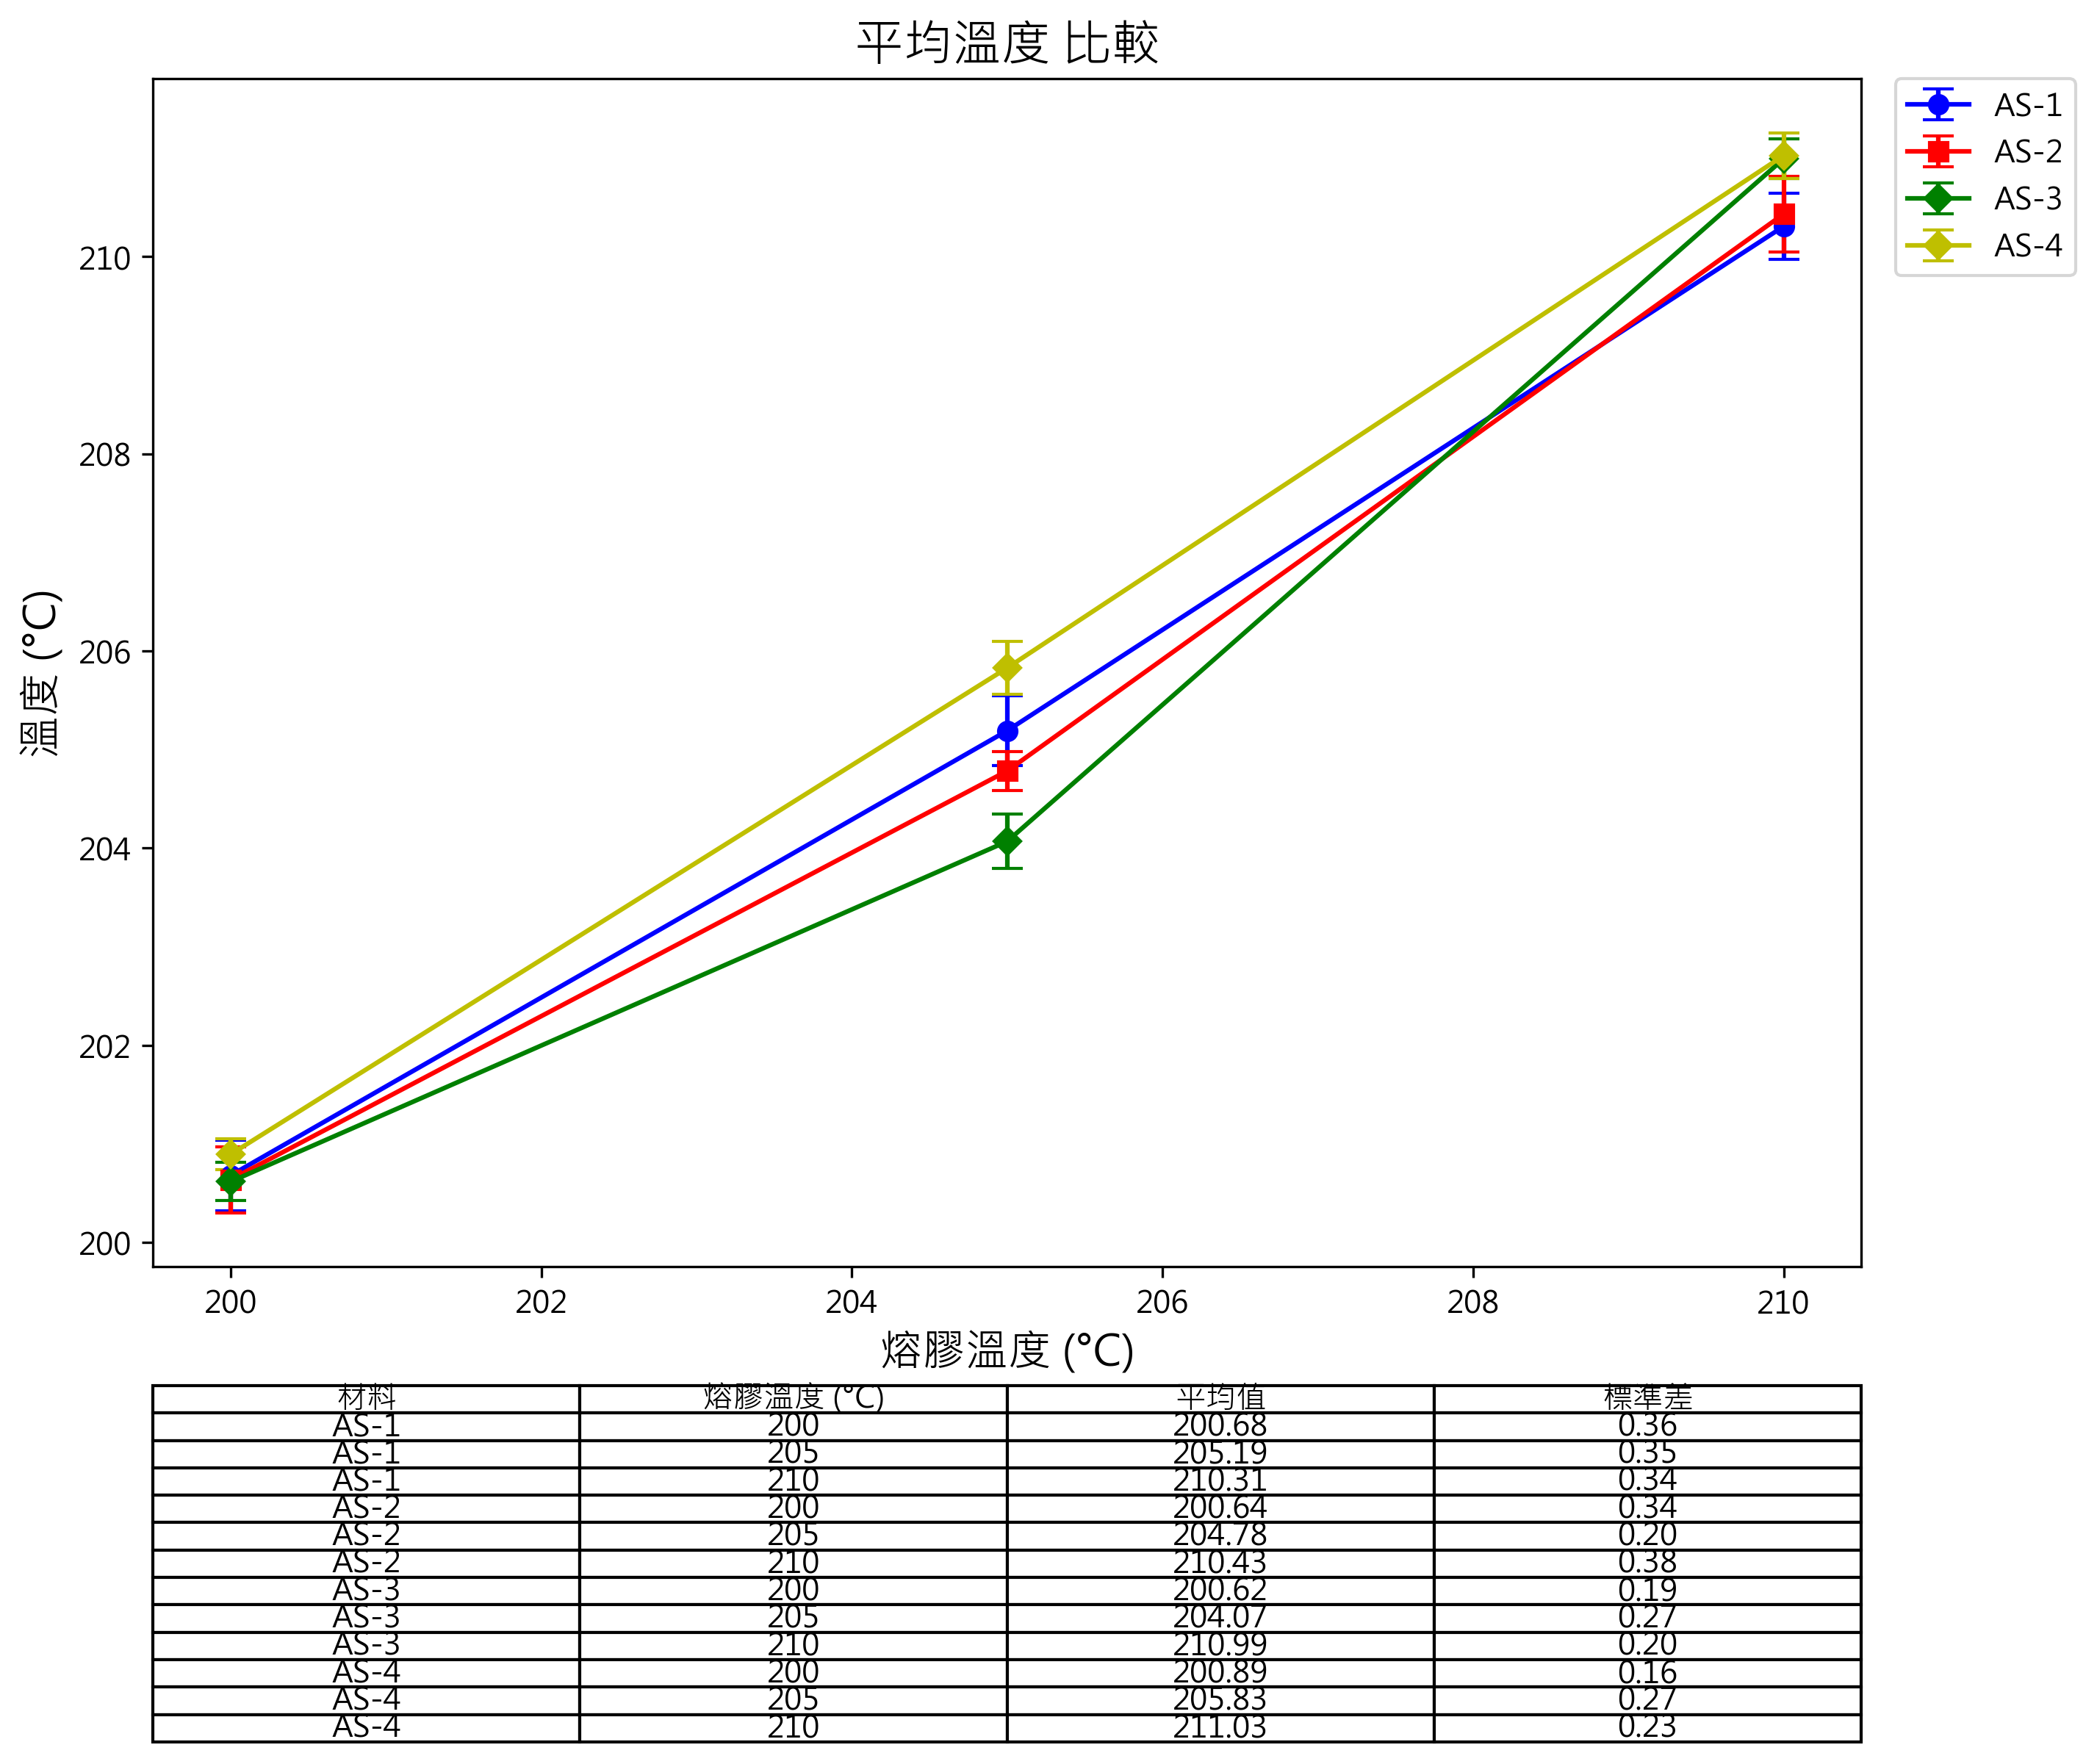 平均溫度 比較
AS-1
AS-2
AS-3
AS-4
溫度 (°C)
210
208
206
204
202
200
200 202 204 206 208 210
熔膠溫度 (°C)
材料 熔膠溫度 (°C) 平均值 標準差
AS-1 200 200.68 0.36
AS-1 205 205.19 0.35
AS-1 210 210.31 0.34
AS-2 200 200.64 0.34
AS-2 205 204.78 0.20
AS-2 210 210.43 0.38
AS-3 200 200.62 0.19
AS-3 205 204.07 0.27
AS-3 210 210.99 0.20
AS-4 200 200.89 0.16
AS-4 205 205.83 0.27
AS-4 210 211.03 0.23